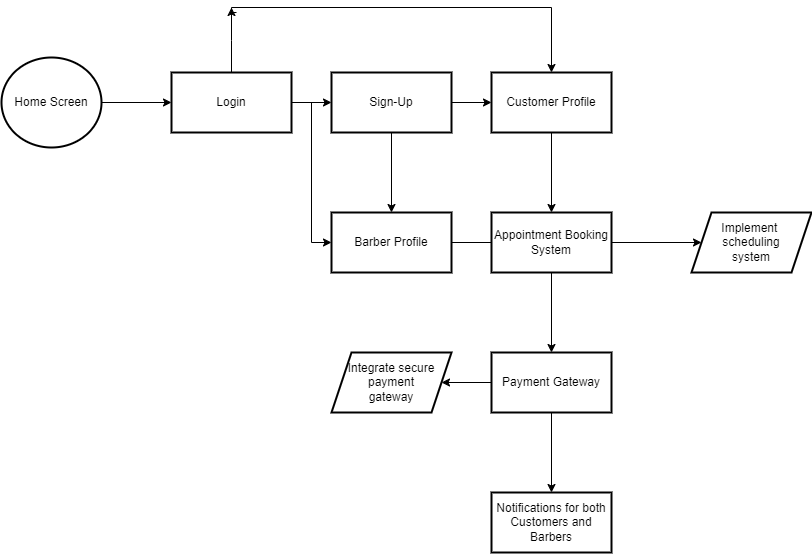 Home Screen
Login
Sign-Up
Customer Profile
Barber Profile
Appointment Booking
System
Implement
scheduling
system
Integrate secure
payment
gateway
Payment Gateway
Notifications for both
Customers and
Barbers